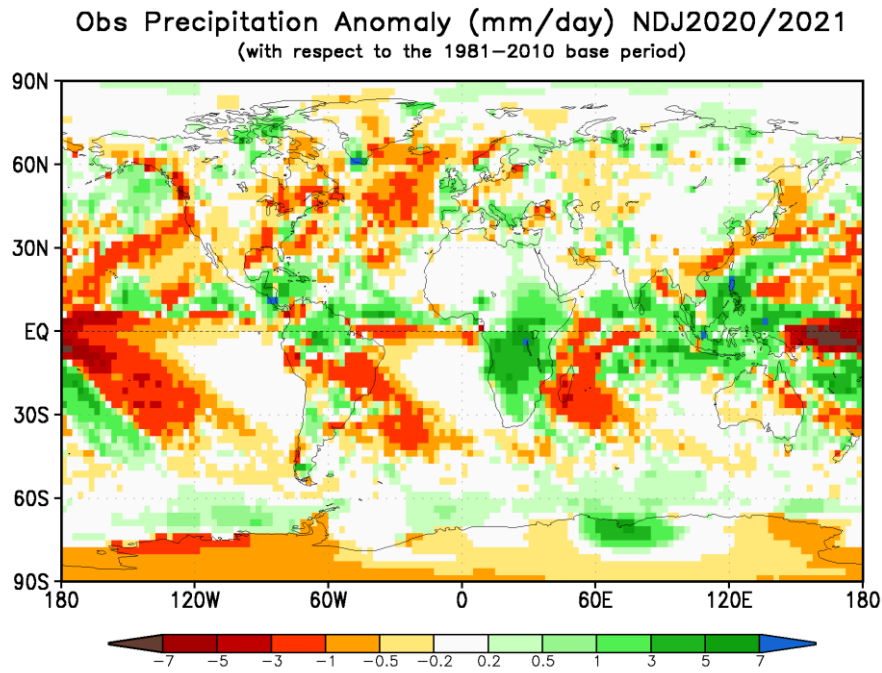 Obs Precipitation Anomaly (mm/day) NDJ2020/2021
(with respect to the 1981–2010 base period)
90N
60N
30N
EQ
30S
60S
90S
180 120W 60W 0 60E 120E 180
−7 −5 −3 −1 −0.5 −0.2 0.2 0.5 1 3 5 7